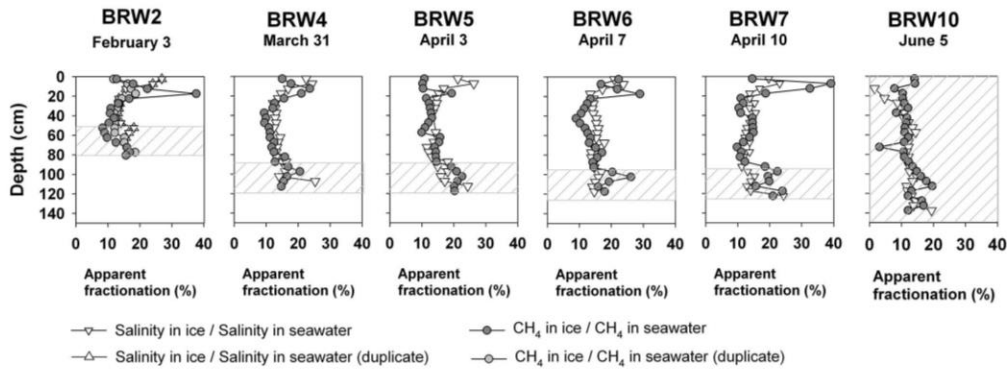 BRW2 BRW4 BRW5 BRW6 BRW7 BRW10
February 3 March 31 April 3 April 7 April 10 June 5
0
20
40
60
80
100
120
140
Depth (cm)
0 10 20 30 40 0 10 20 30 40 0 10 20 30 40 0 10 20 30 40 0 10 20 30 40 0 10 20 30 40
Apparent Apparent Apparent Apparent Apparent Apparent
fractionation (%) fractionation (%) fractionation (%) fractionation (%) fractionation (%) fractionation (%)
Salinity in ice / Salinity in seawater CH₄ in ice / CH₄ in seawater
Salinity in ice / Salinity in seawater (duplicate) CH₄ in ice / CH₄ in seawater (duplicate)